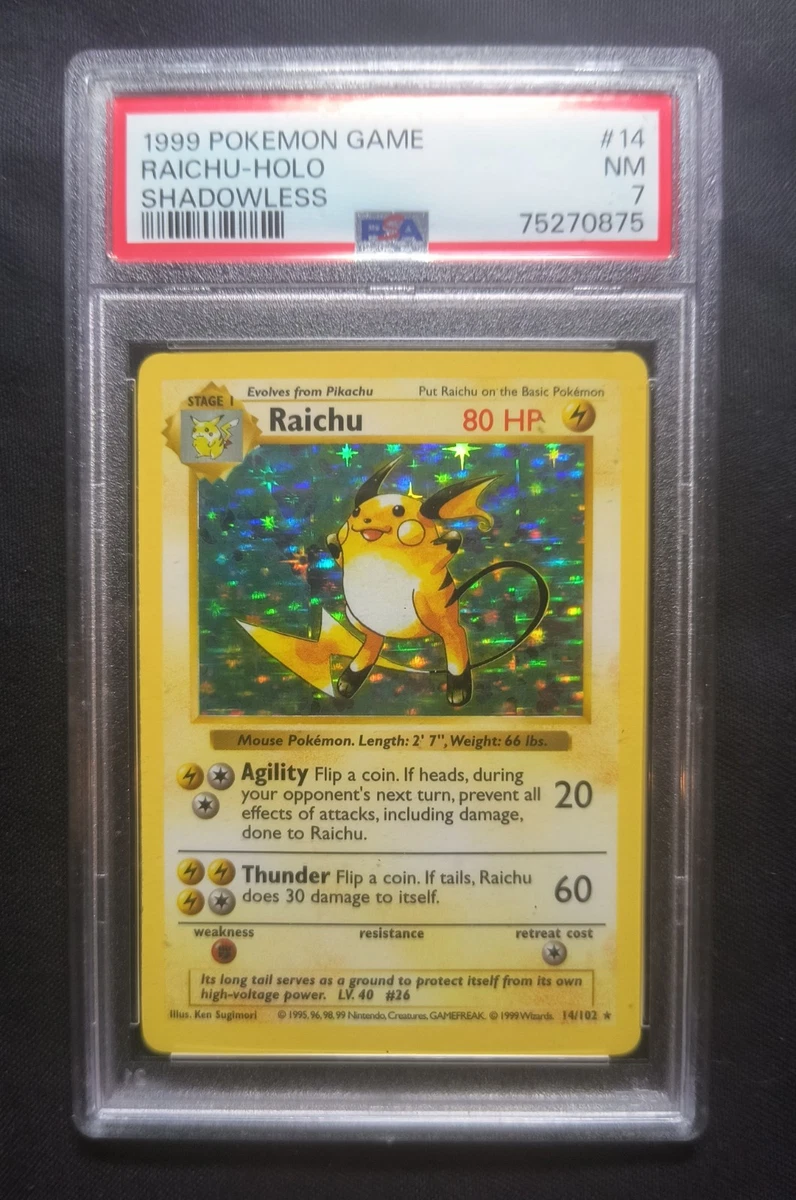 1999 POKEMON GAME #14
RAICHU-HOLO NM
SHADOWLESS 7
PSA 75270875
Evolves from Pikachu Put Raichu on the Basic Pokémon
STAGE 1
Raichu 80 HP
Mouse Pokémon. Length: 2' 7", Weight: 66 lbs.
Agility Flip a coin. If heads, during
your opponent's next turn, prevent all 20
effects of attacks, including damage,
done to Raichu.
Thunder Flip a coin. If tails, Raichu
does 30 damage to itself. 60
weakness resistance retreat cost
Its long tail serves as a ground to protect itself from its own
high-voltage power. LV. 40 #26
Illus. Ken Sugimori © 1995, 96, 98, 99 Nintendo, Creatures, GAMEFREAK. © 1999 Wizards. 14/102 ★